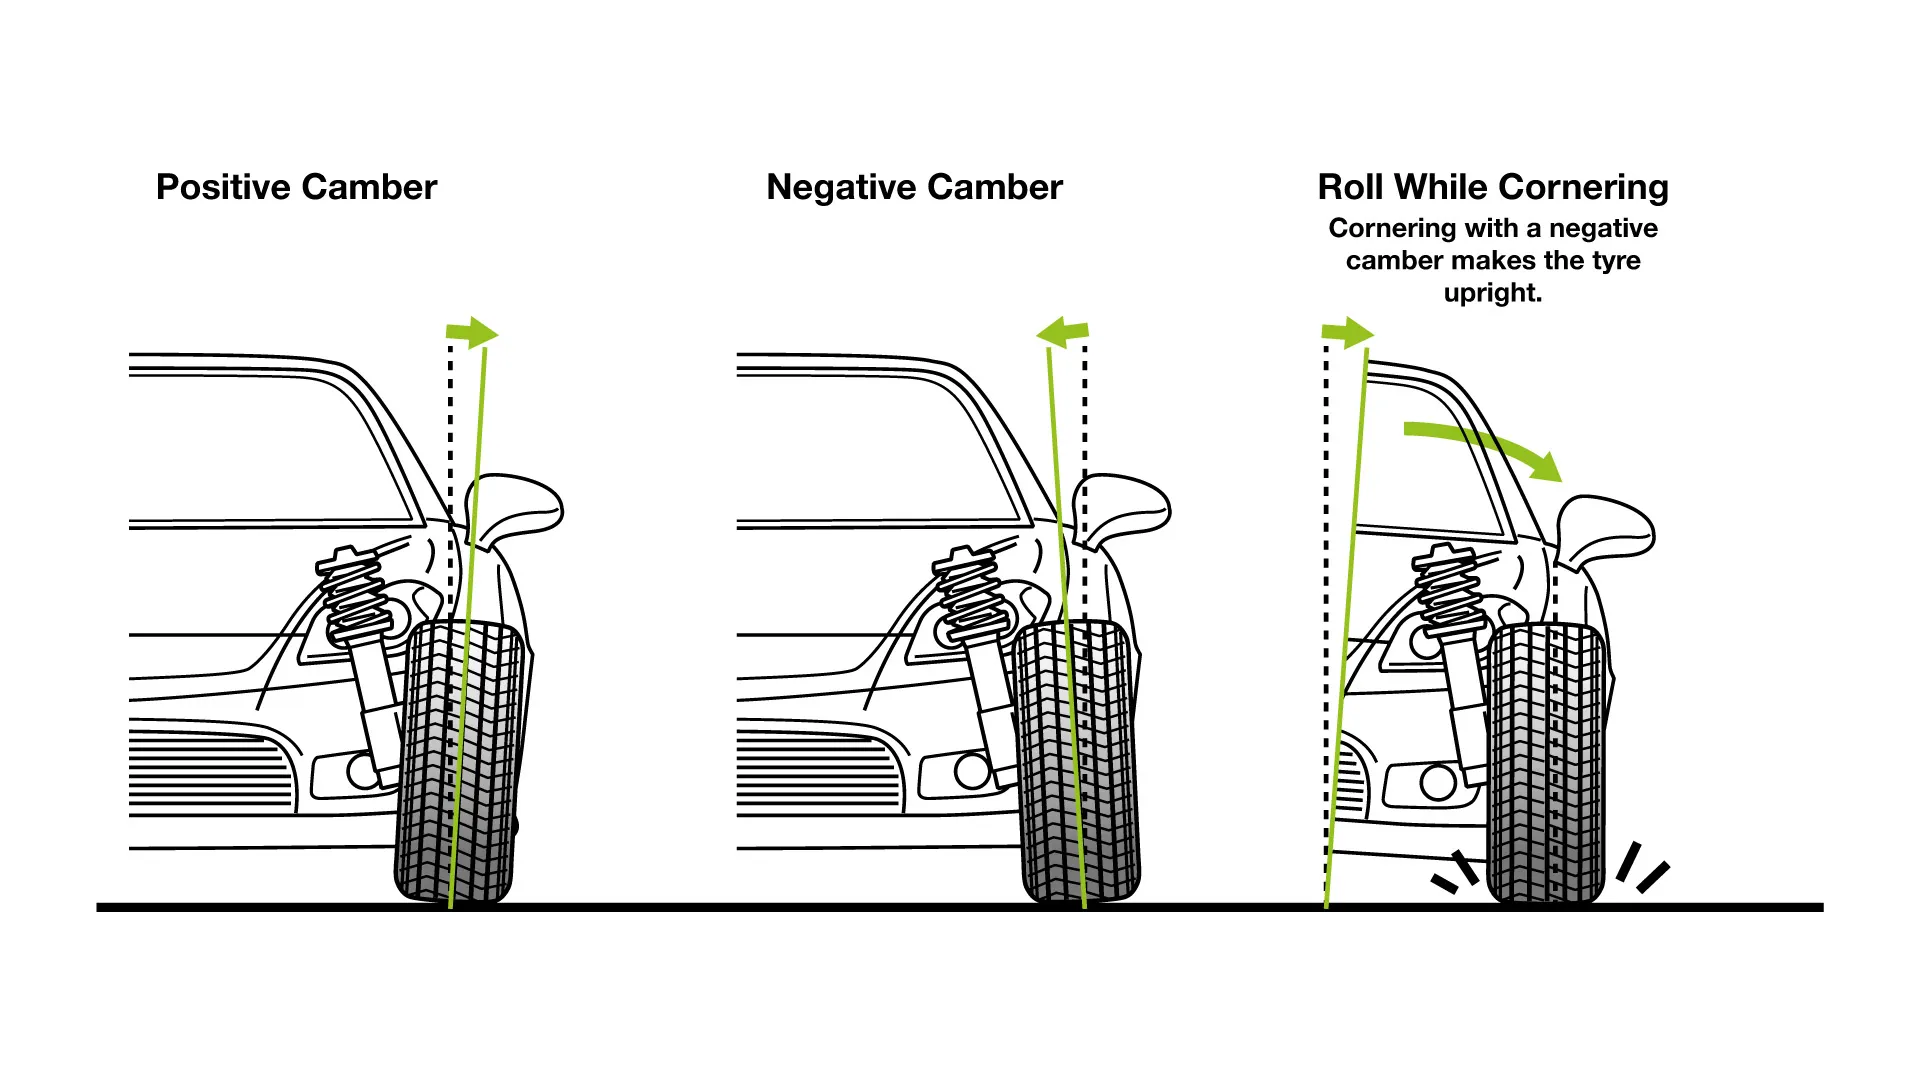 Positive Camber
Negative Camber
Roll While Cornering
Cornering with a negative
camber makes the tyre
upright.